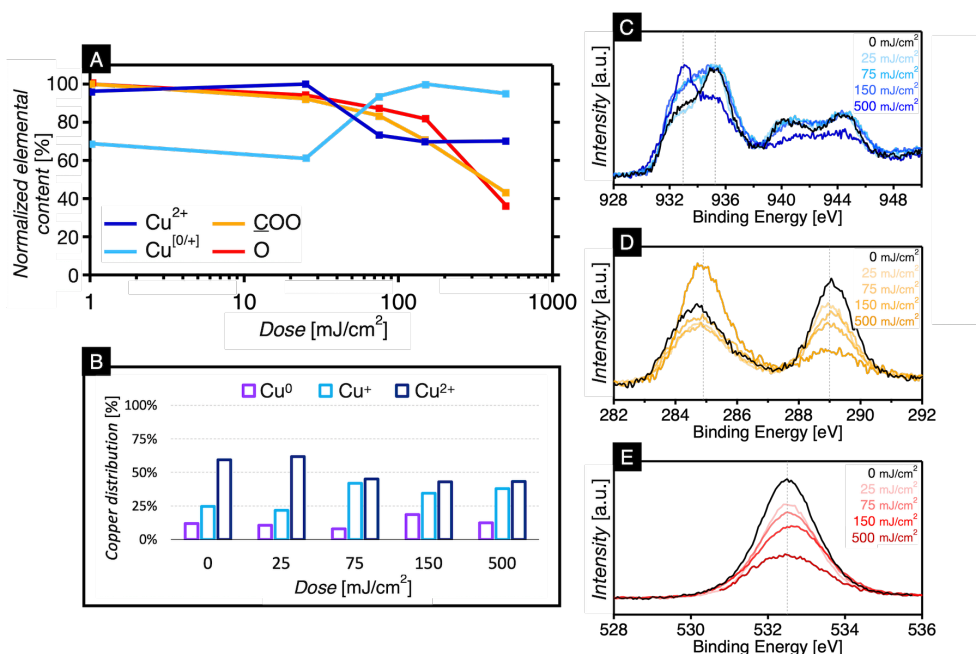 A
Normalized elemental
content [%]
100
80
60
40
20
0
Cu2+
Cu[0/+]
COO
O
1
10
100
1000
Dose [mJ/cm2]
B
Cu0
Cu+
Cu2+
Copper distribution [%]
100%
75%
50%
25%
0%
0
25
75
150
500
Dose [mJ/cm2]
C
0 mJ/cm2
25 mJ/cm2
75 mJ/cm2
150 mJ/cm2
500 mJ/cm2
Intensity [a.u.]
928
932
936
940
944
948
Binding Energy [eV]
D
0 mJ/cm2
25 mJ/cm2
75 mJ/cm2
150 mJ/cm2
500 mJ/cm2
Intensity [a.u.]
282
284
286
288
290
292
Binding Energy [eV]
E
0 mJ/cm2
25 mJ/cm2
75 mJ/cm2
150 mJ/cm2
500 mJ/cm2
Intensity [a.u.]
528
530
532
534
536
Binding Energy [eV]